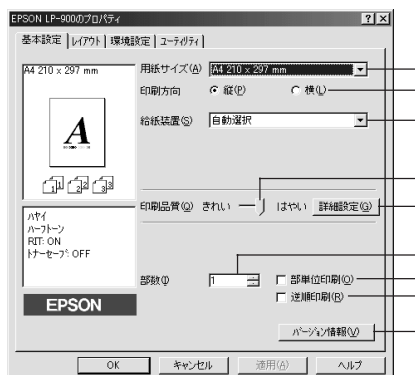 EPSON LP-900のプロパティ
基本設定 レイアウト 環境設定 ユーティリティ
A4 210 x 297 mm
用紙サイズ(A) A4 210 x 297 mm
印刷方向 縦(P) 横(L)
給紙装置(S) 自動選択
A
1 1 2 2 3 3
印刷品質(Q) きれい はやい 詳細設定(G)
ハヤイ
ハーフトーン
RIT: ON
トナーセーブ: OFF
部数(I) 1 部単位印刷(O)
逆順印刷(R)
EPSON
バージョン情報(V)
OK キャンセル 適用(A) ヘルプ